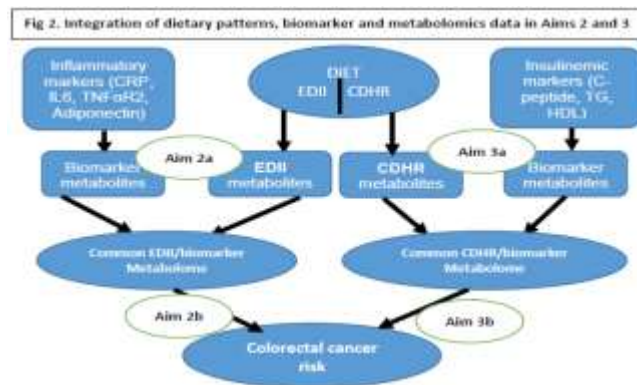 Fig 2. Integration of dietary patterns, biomarker and metabolomics data in Aims 2 and 3
Inflammatory
markers (CRP,
IL6, TNFαR2,
Adiponectin)
DIET
EDII CDHR
Insulinemic
markers (C-
peptide, TG,
HDL)
Biomarker
metabolites
Aim 2a
EDII
metabolites
CDHR
metabolites
Aim 3a
Biomarker
metabolites
Common EDII/biomarker
Metabolome
Common CDHR/biomarker
Metabolome
Aim 2b
Aim 3b
Colorectal cancer
risk